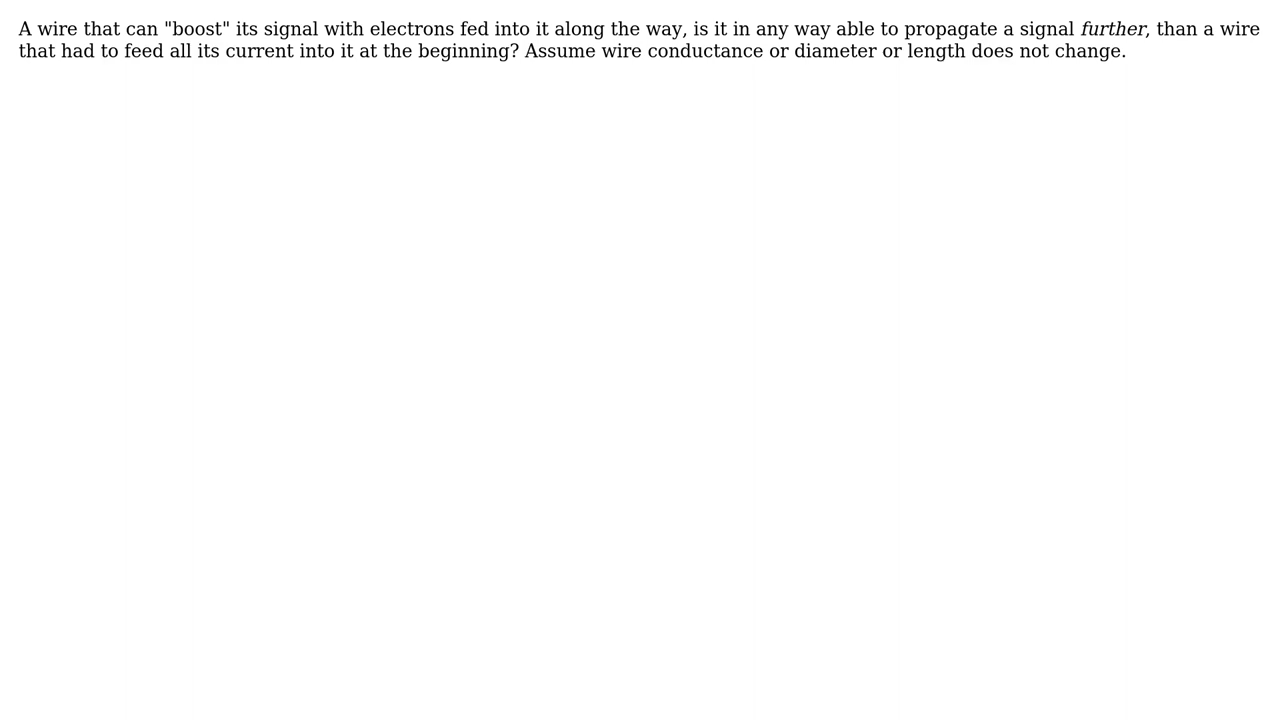 A wire that can "boost" its signal with electrons fed into it along the way, is it in any way able to propagate a signal further, than a wire
that had to feed all its current into it at the beginning? Assume wire conductance or diameter or length does not change.